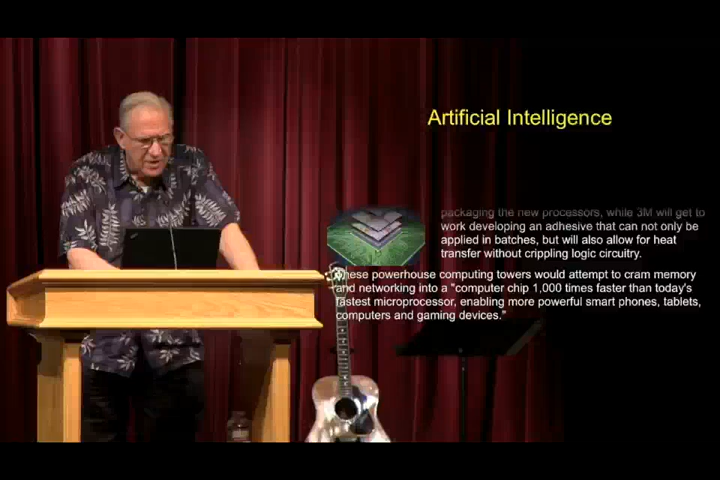 Artificial Intelligence
packaging the new processors, while 3M will get to
work developing an adhesive that can not only be
applied in batches, but will also allow for heat
transfer without crippling logic circuitry.
These powerhouse computing towers would attempt to cram memory
and networking into a "computer chip 1,000 times faster than today's
fastest microprocessor, enabling more powerful smart phones, tablets,
computers and gaming devices."